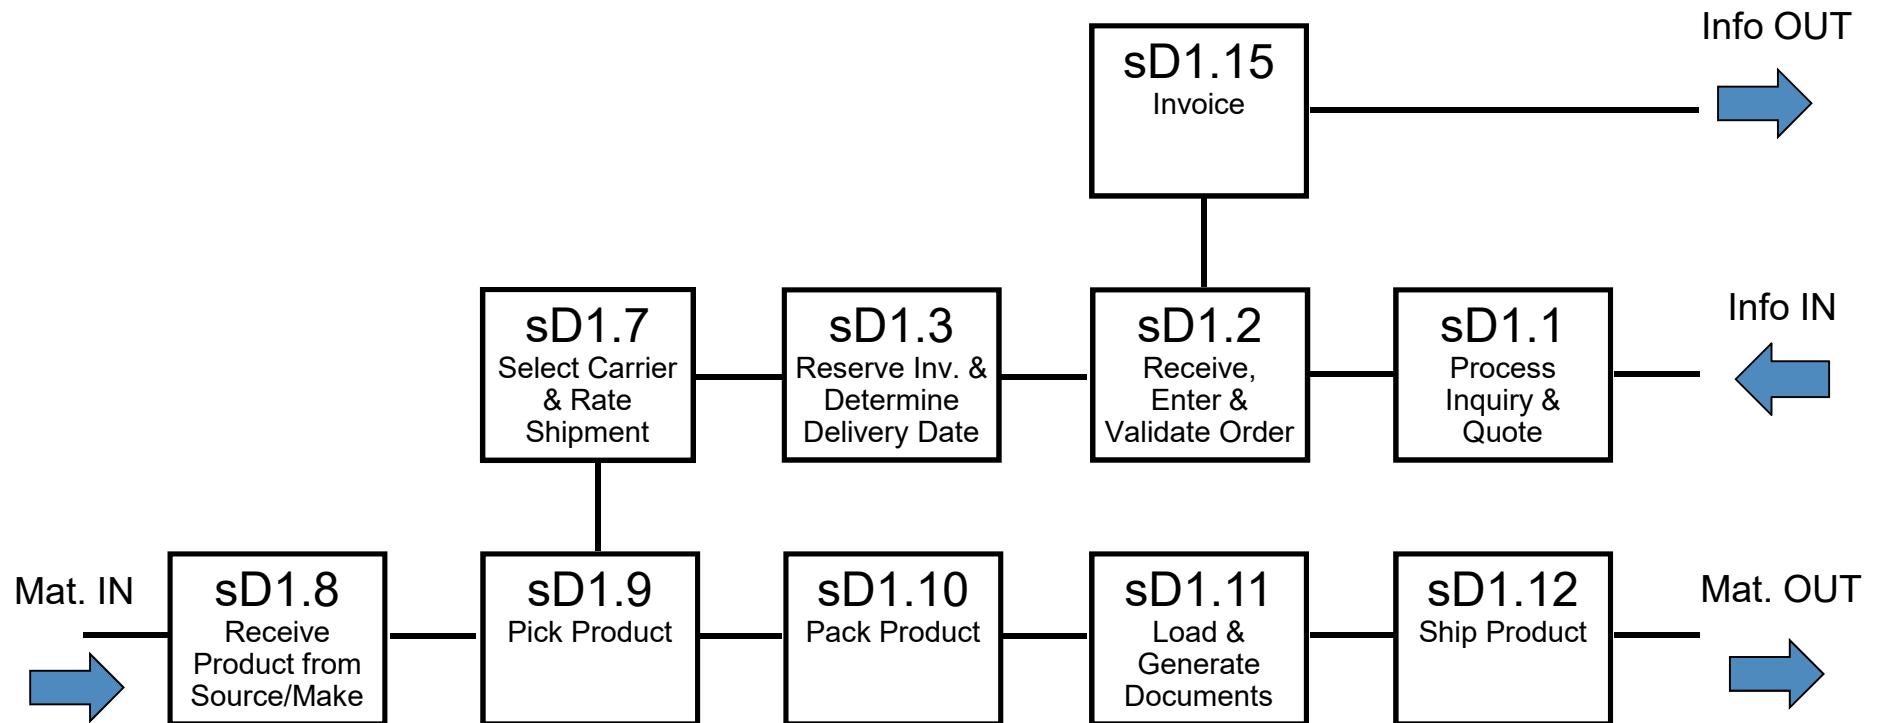 Info OUT
sD1.15
Invoice
Info IN
sD1.7
Select Carrier
& Rate
Shipment
sD1.3
Reserve Inv. &
Determine
Delivery Date
sD1.2
Receive,
Enter &
Validate Order
sD1.1
Process
Inquiry &
Quote
Mat. IN
sD1.8
Receive
Product from
Source/Make
sD1.9
Pick Product
sD1.10
Pack Product
sD1.11
Load &
Generate
Documents
sD1.12
Ship Product
Mat. OUT